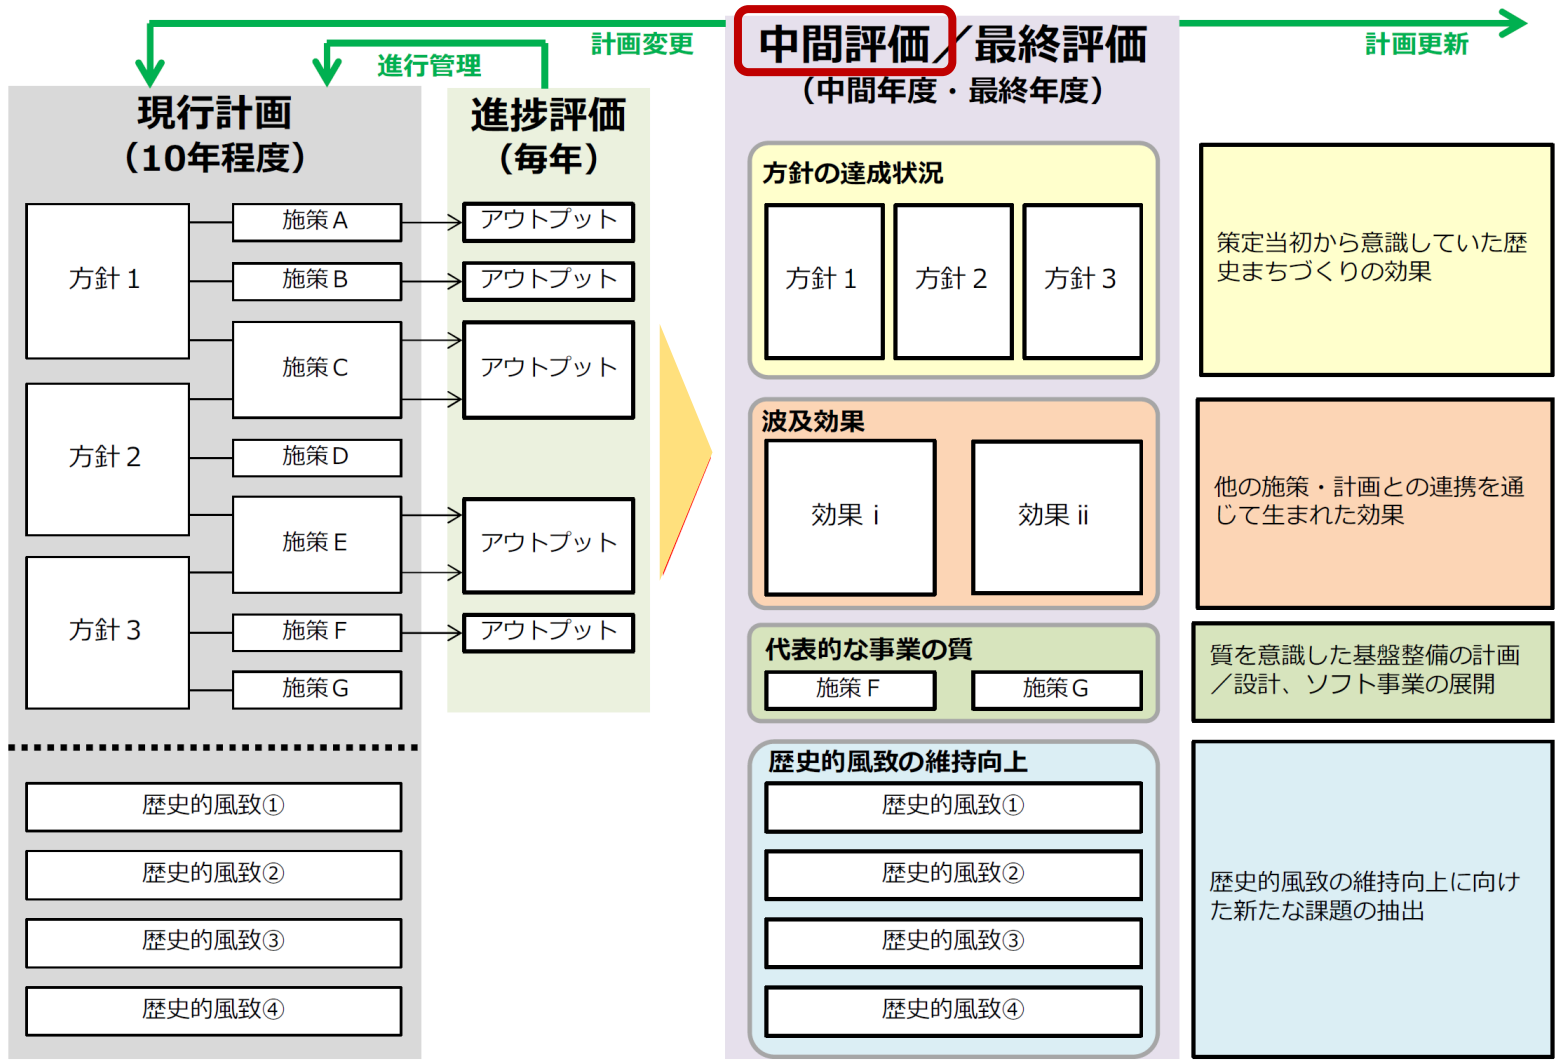 計画変更
進行管理
計画更新
現行計画
（10年程度）
進捗評価
（毎年）
中間評価／最終評価
（中間年度・最終年度）
方針１
方針２
方針３
施策Ａ
施策Ｂ
施策Ｃ
施策Ｄ
施策Ｅ
施策Ｆ
施策Ｇ
アウトプット
アウトプット
アウトプット
アウトプット
アウトプット
歴史的風致①
歴史的風致②
歴史的風致③
歴史的風致④
方針の達成状況
方針１
方針２
方針３
策定当初から意識していた歴
史まちづくりの効果
波及効果
効果ⅰ
効果ⅱ
他の施策・計画との連携を通
じて生まれた効果
代表的な事業の質
施策Ｆ
施策Ｇ
質を意識した基盤整備の計画
／設計、ソフト事業の展開
歴史的風致の維持向上
歴史的風致①
歴史的風致②
歴史的風致③
歴史的風致④
歴史的風致の維持向上に向け
た新たな課題の抽出